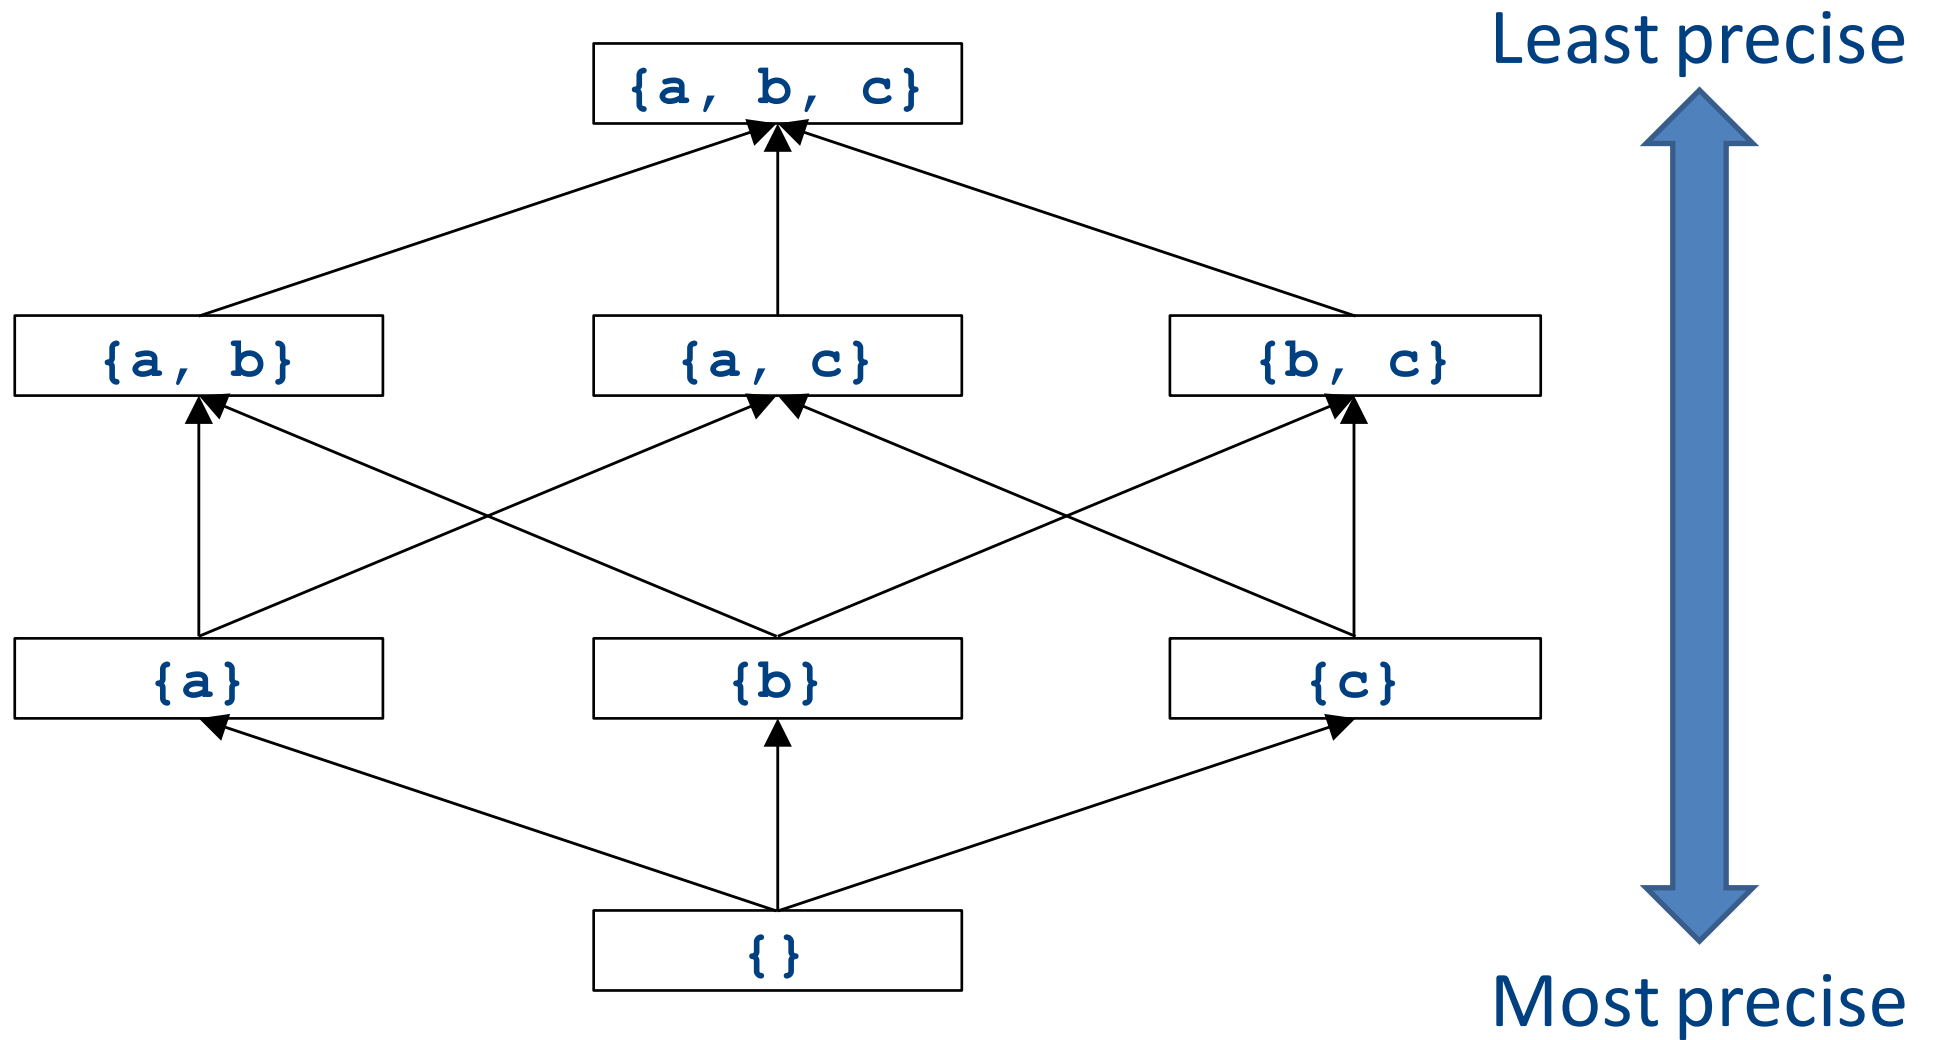 Least precise
{a, b, c}
{a, b}
{a, c}
{b, c}
{a}
{b}
{c}
{}
Most precise